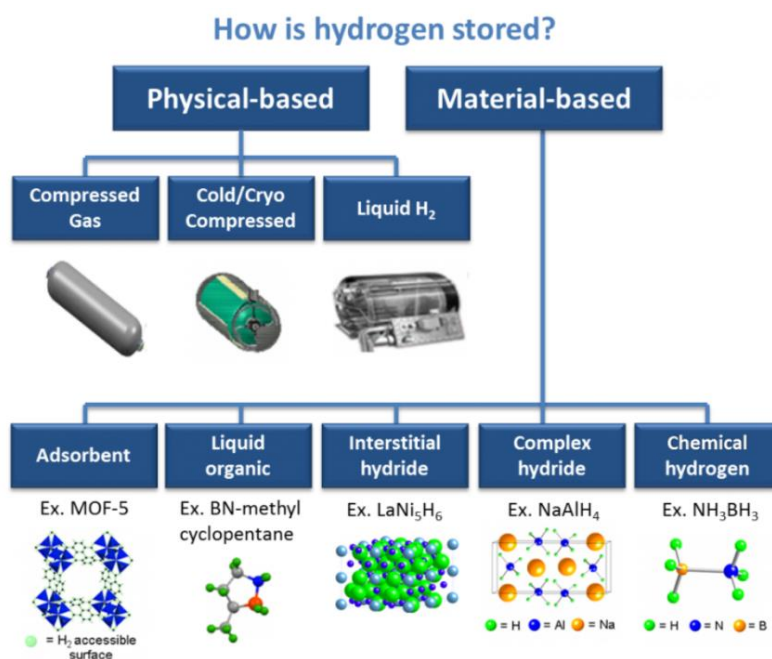 How is hydrogen stored?
Physical-based
Material-based
Compressed
Gas
Cold/Cryo
Compressed
Liquid H₂
Adsorbent
Liquid
organic
Interstitial
hydride
Complex
hydride
Chemical
hydrogen
Ex. MOF-5
Ex. BN-methyl
cyclopentane
Ex. LaNi₅H₆
Ex. NaAlH₄
Ex. NH₃BH₃
= H₂ accessible
surface
= H = Al = Na
= H = N = B